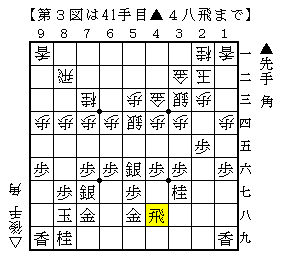 【第３図は41手目▲４八飛まで】
９ ８ ７ ６ ５ ４ ３ ２ １
香 桂 香 一
飛 金 玉 二
桂 歩 金 銀 歩 三
歩 歩 歩 歩 銀 歩 歩 歩 四
歩 五
歩 歩 歩 銀 歩 歩 歩 六
歩 銀 歩 桂 七
玉 金 金 飛 八
香 桂 香 九
▲先手 角
△後手 角